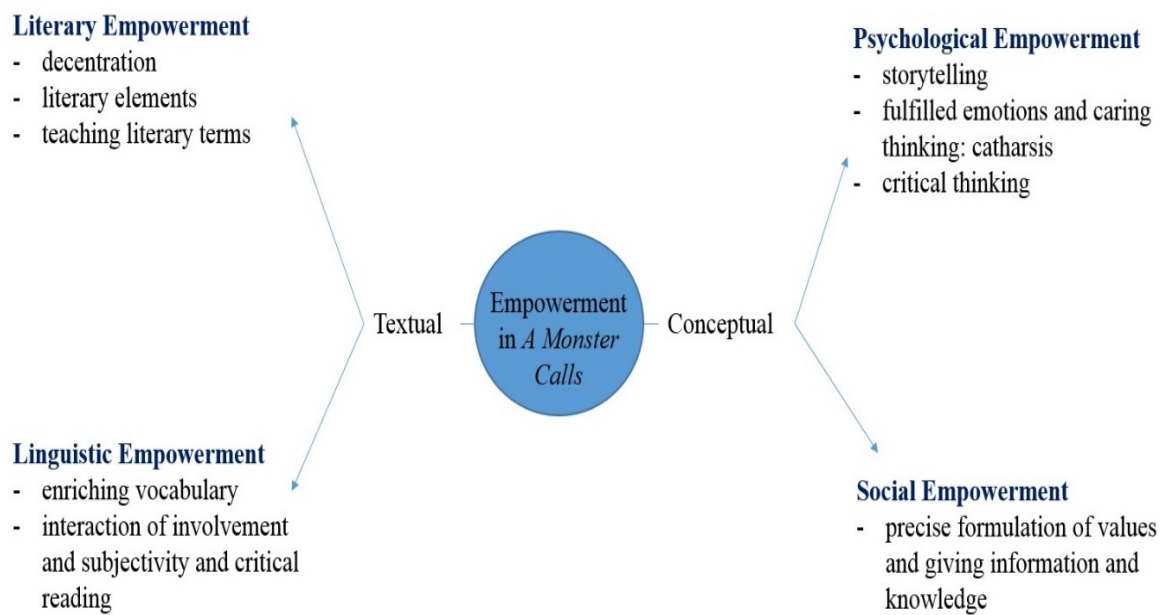 Literary Empowerment
- decentration
- literary elements
- teaching literary terms
Psychological Empowerment
- storytelling
- fulfilled emotions and caring
thinking: catharsis
- critical thinking
Textual
Empowerment
in A Monster
Calls
Conceptual
Linguistic Empowerment
- enriching vocabulary
- interaction of involvement
and subjectivity and critical
reading
Social Empowerment
- precise formulation of values
and giving information and
knowledge